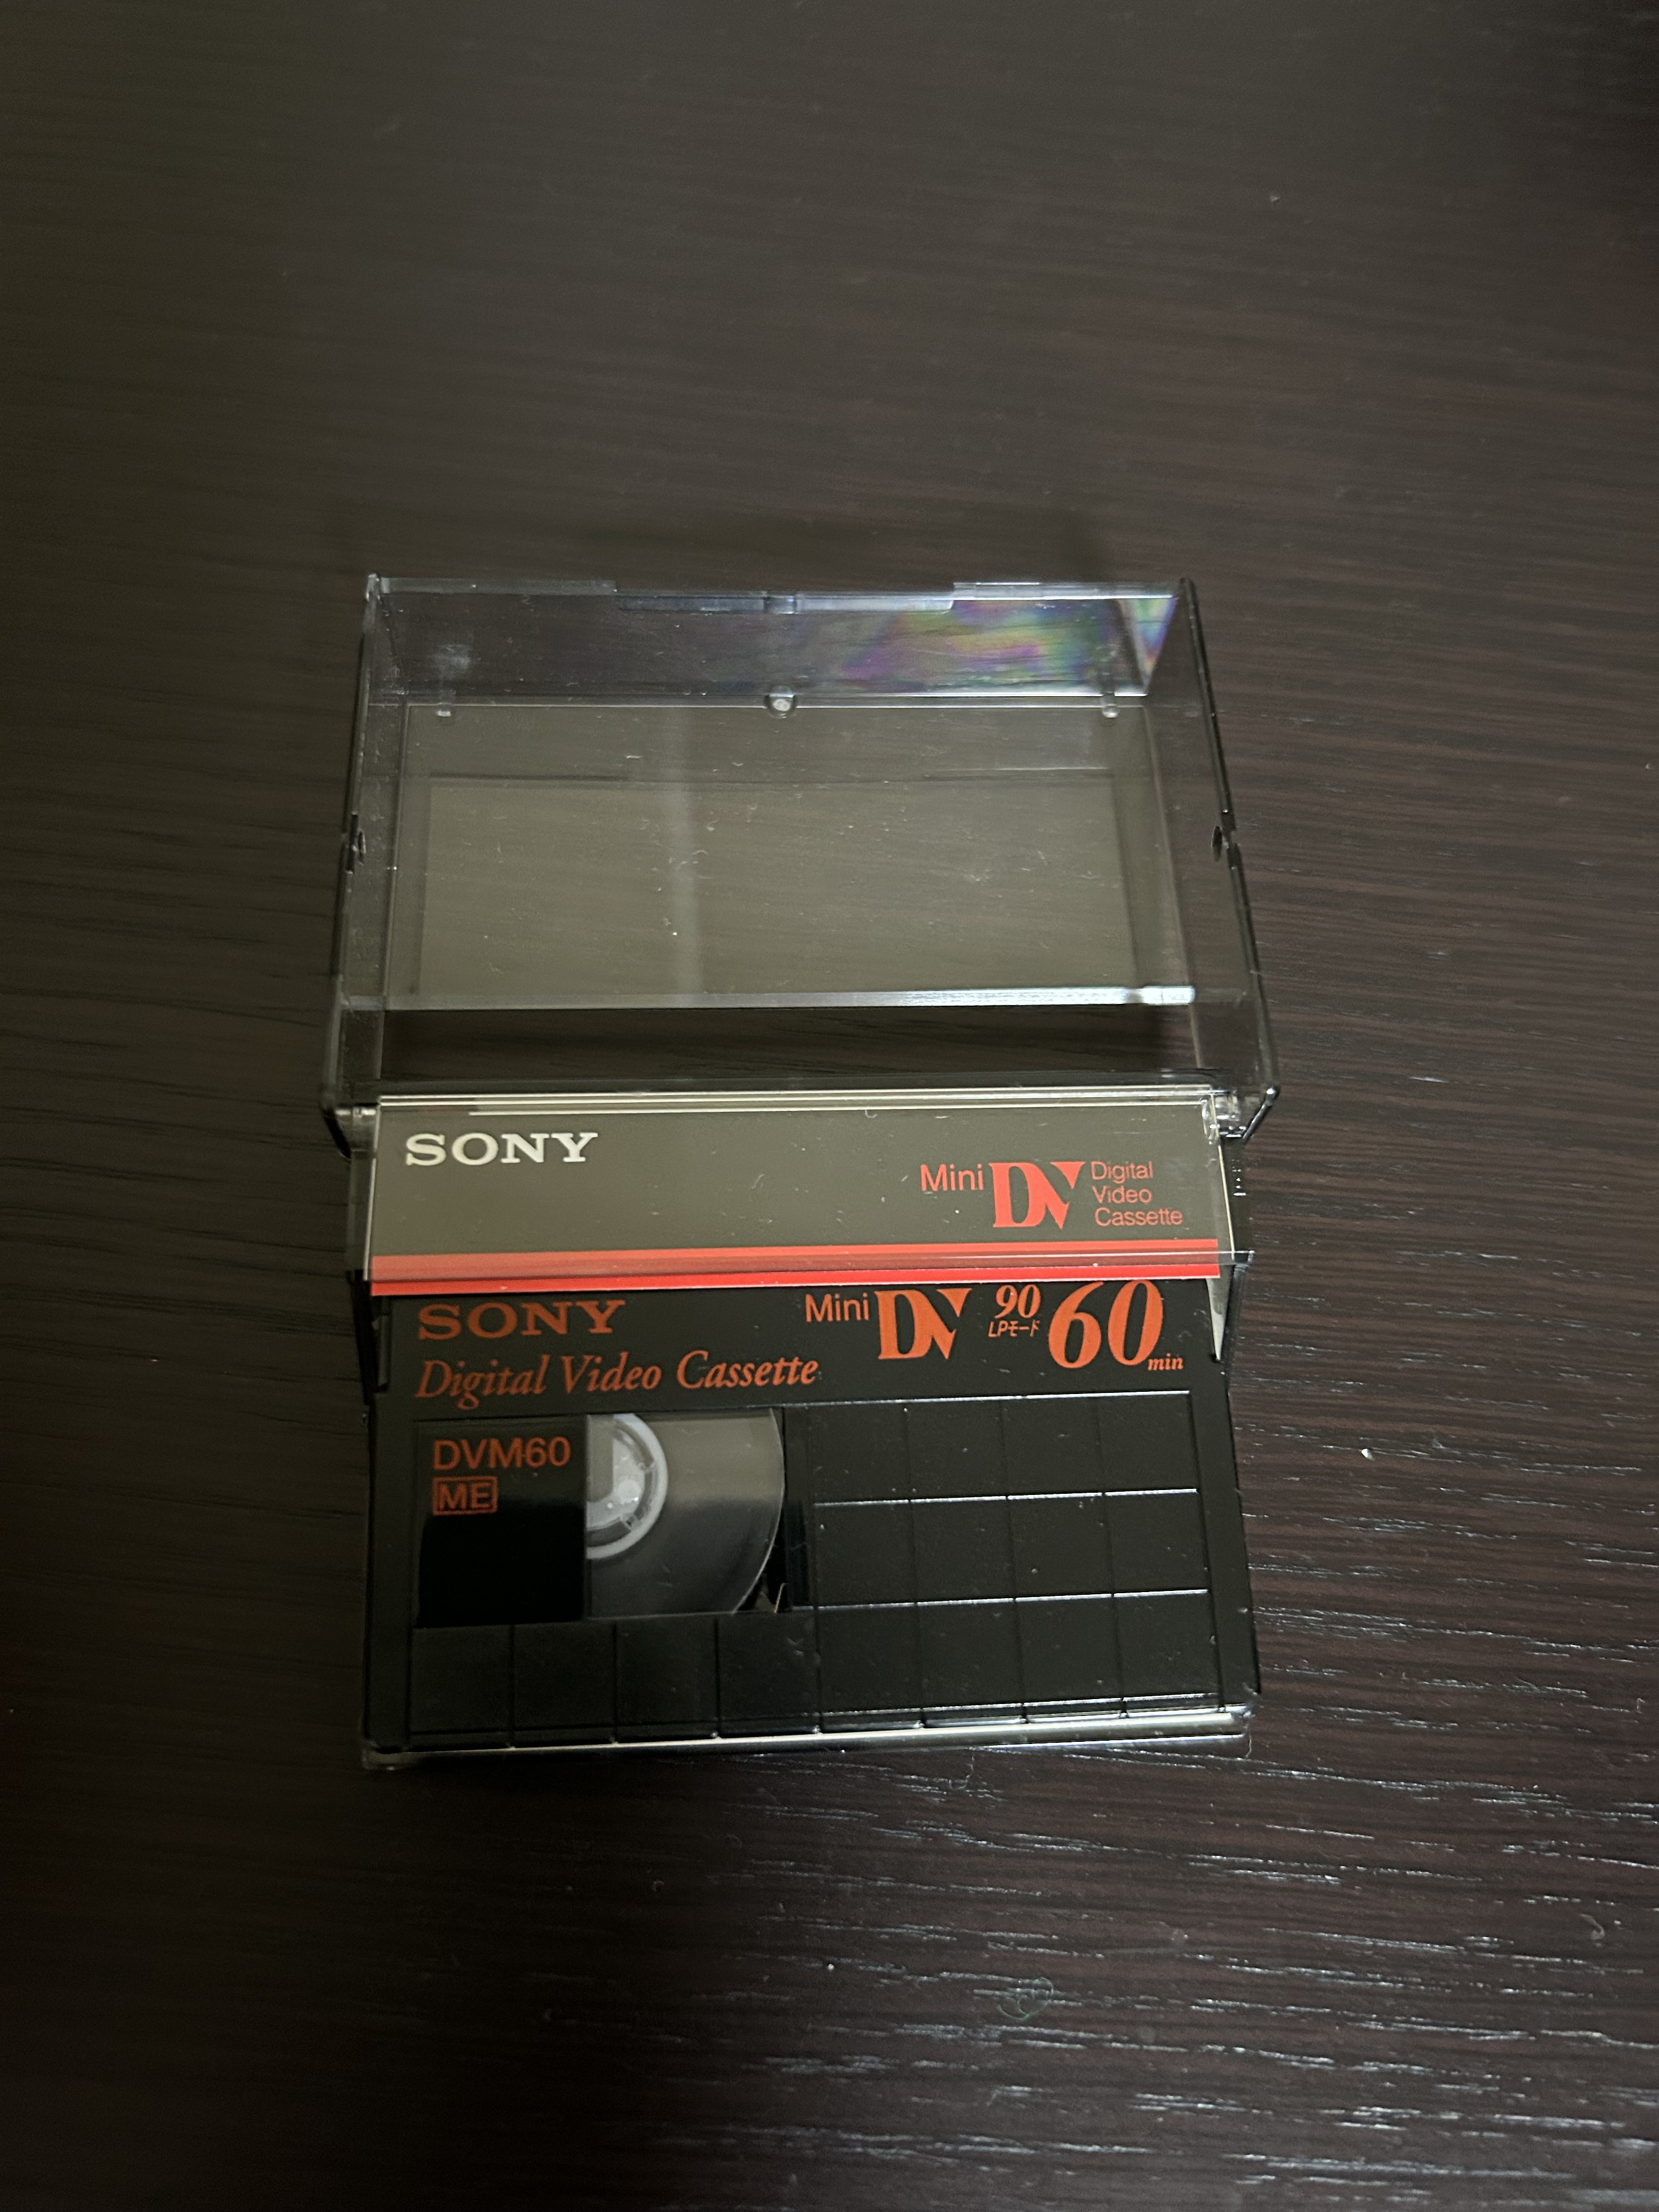 SONY
Mini DV Digital
Video
Cassette
SONY Mini DV 90 LPモード 60 min
Digital Video Cassette
DVM60
ME